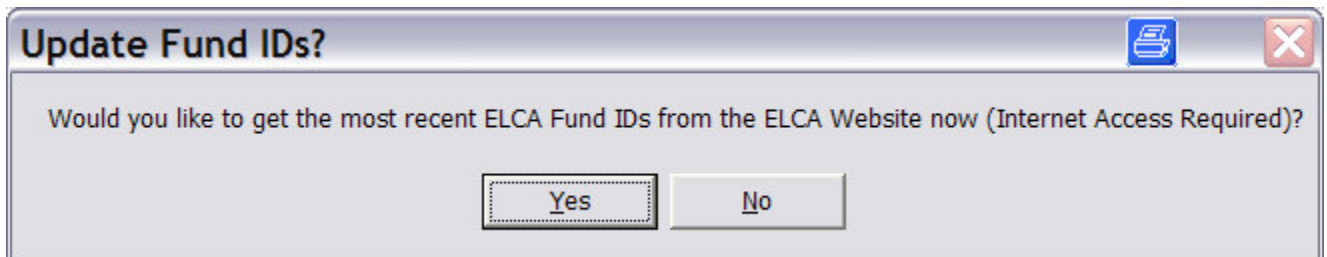 Update Fund IDs?
Would you like to get the most recent ELCA Fund IDs from the ELCA Website now (Internet Access Required)?
Yes No